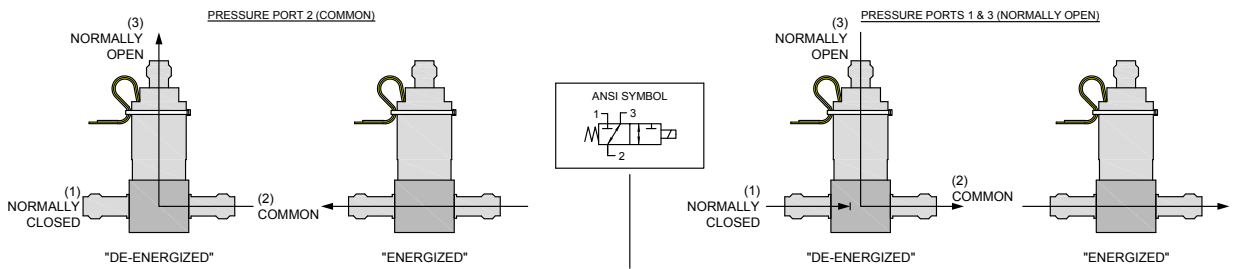 PRESSURE PORT 2 (COMMON)
(3)
NORMALLY
OPEN
(1)
NORMALLY
CLOSED
(2)
COMMON
"DE-ENERGIZED"
"ENERGIZED"
ANSI SYMBOL
1
3
2
PRESSURE PORTS 1 & 3 (NORMALLY OPEN)
(3)
NORMALLY
OPEN
(1)
NORMALLY
CLOSED
(2)
COMMON
"DE-ENERGIZED"
"ENERGIZED"